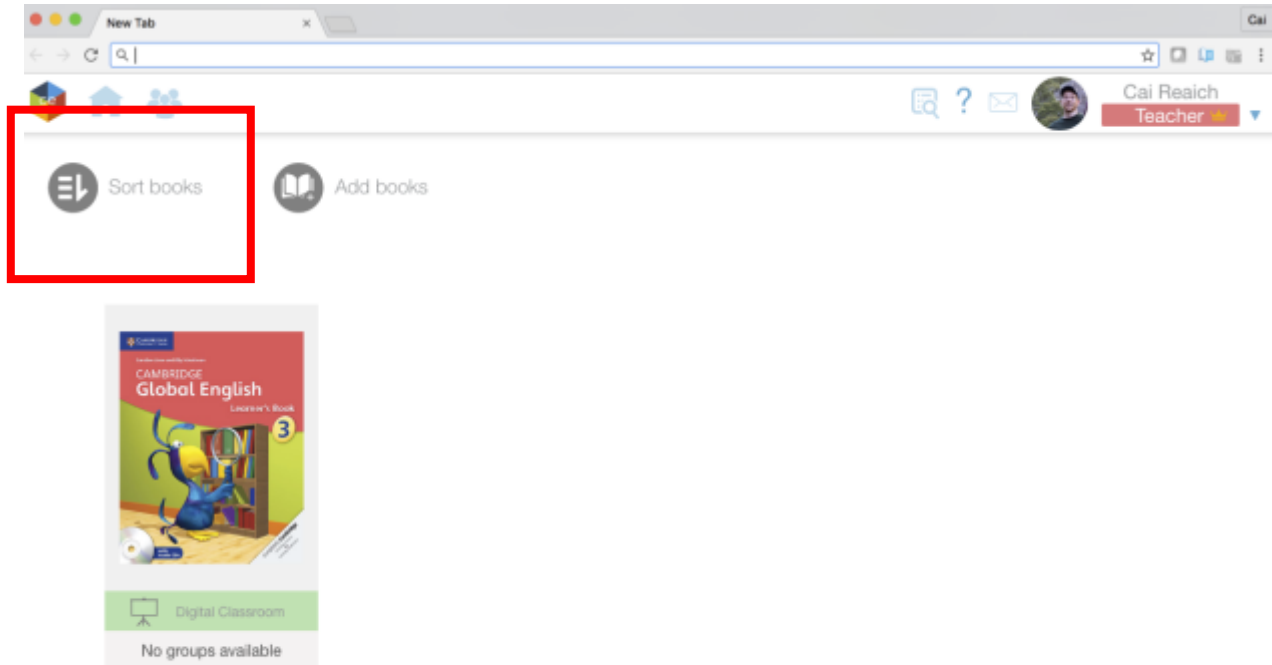 New Tab
Cai
Cai Reaich
Teacher
Sort books
Add books
CAMBRIDGE
Global English
Learner's Book
3
Digital Classroom
No groups available